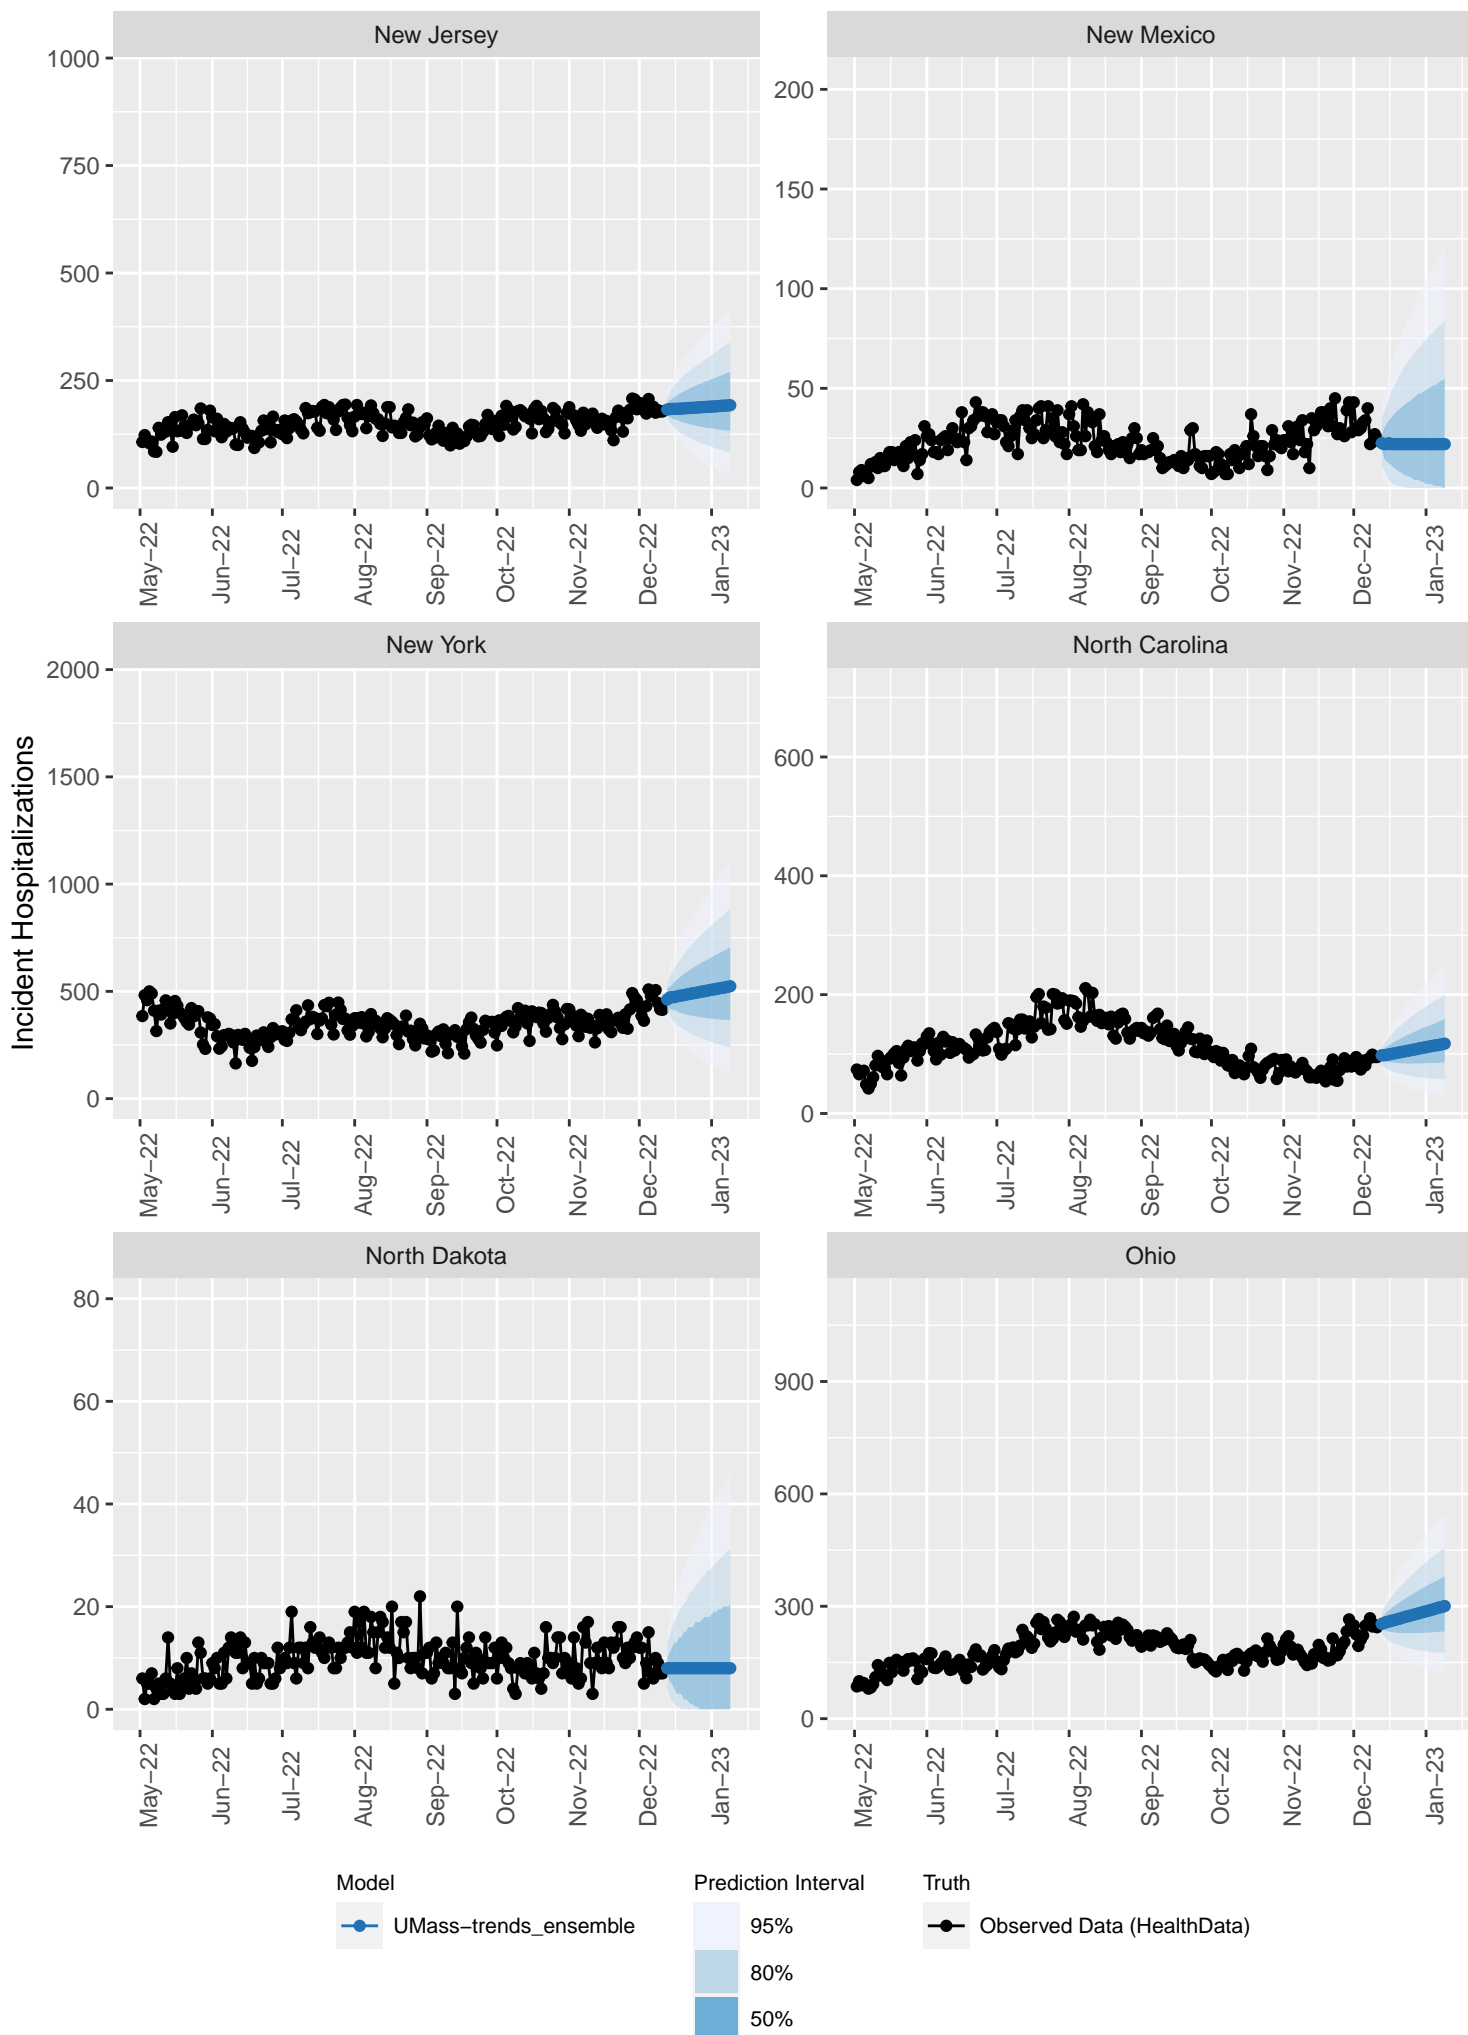 New Jersey
New Mexico
1000
750
500
250
0
200
150
100
50
0
May−22
Jun−22
Jul−22
Aug−22
Sep−22
Oct−22
Nov−22
Dec−22
Jan−23
May−22
Jun−22
Jul−22
Aug−22
Sep−22
Oct−22
Nov−22
Dec−22
Jan−23
Incident Hospitalizations
New York
North Carolina
2000
1500
1000
500
0
600
400
200
0
May−22
Jun−22
Jul−22
Aug−22
Sep−22
Oct−22
Nov−22
Dec−22
Jan−23
May−22
Jun−22
Jul−22
Aug−22
Sep−22
Oct−22
Nov−22
Dec−22
Jan−23
North Dakota
Ohio
80
60
40
20
0
900
600
300
0
May−22
Jun−22
Jul−22
Aug−22
Sep−22
Oct−22
Nov−22
Dec−22
Jan−23
May−22
Jun−22
Jul−22
Aug−22
Sep−22
Oct−22
Nov−22
Dec−22
Jan−23
Model
UMass−trends_ensemble
Prediction Interval
95%
80%
50%
Truth
Observed Data (HealthData)